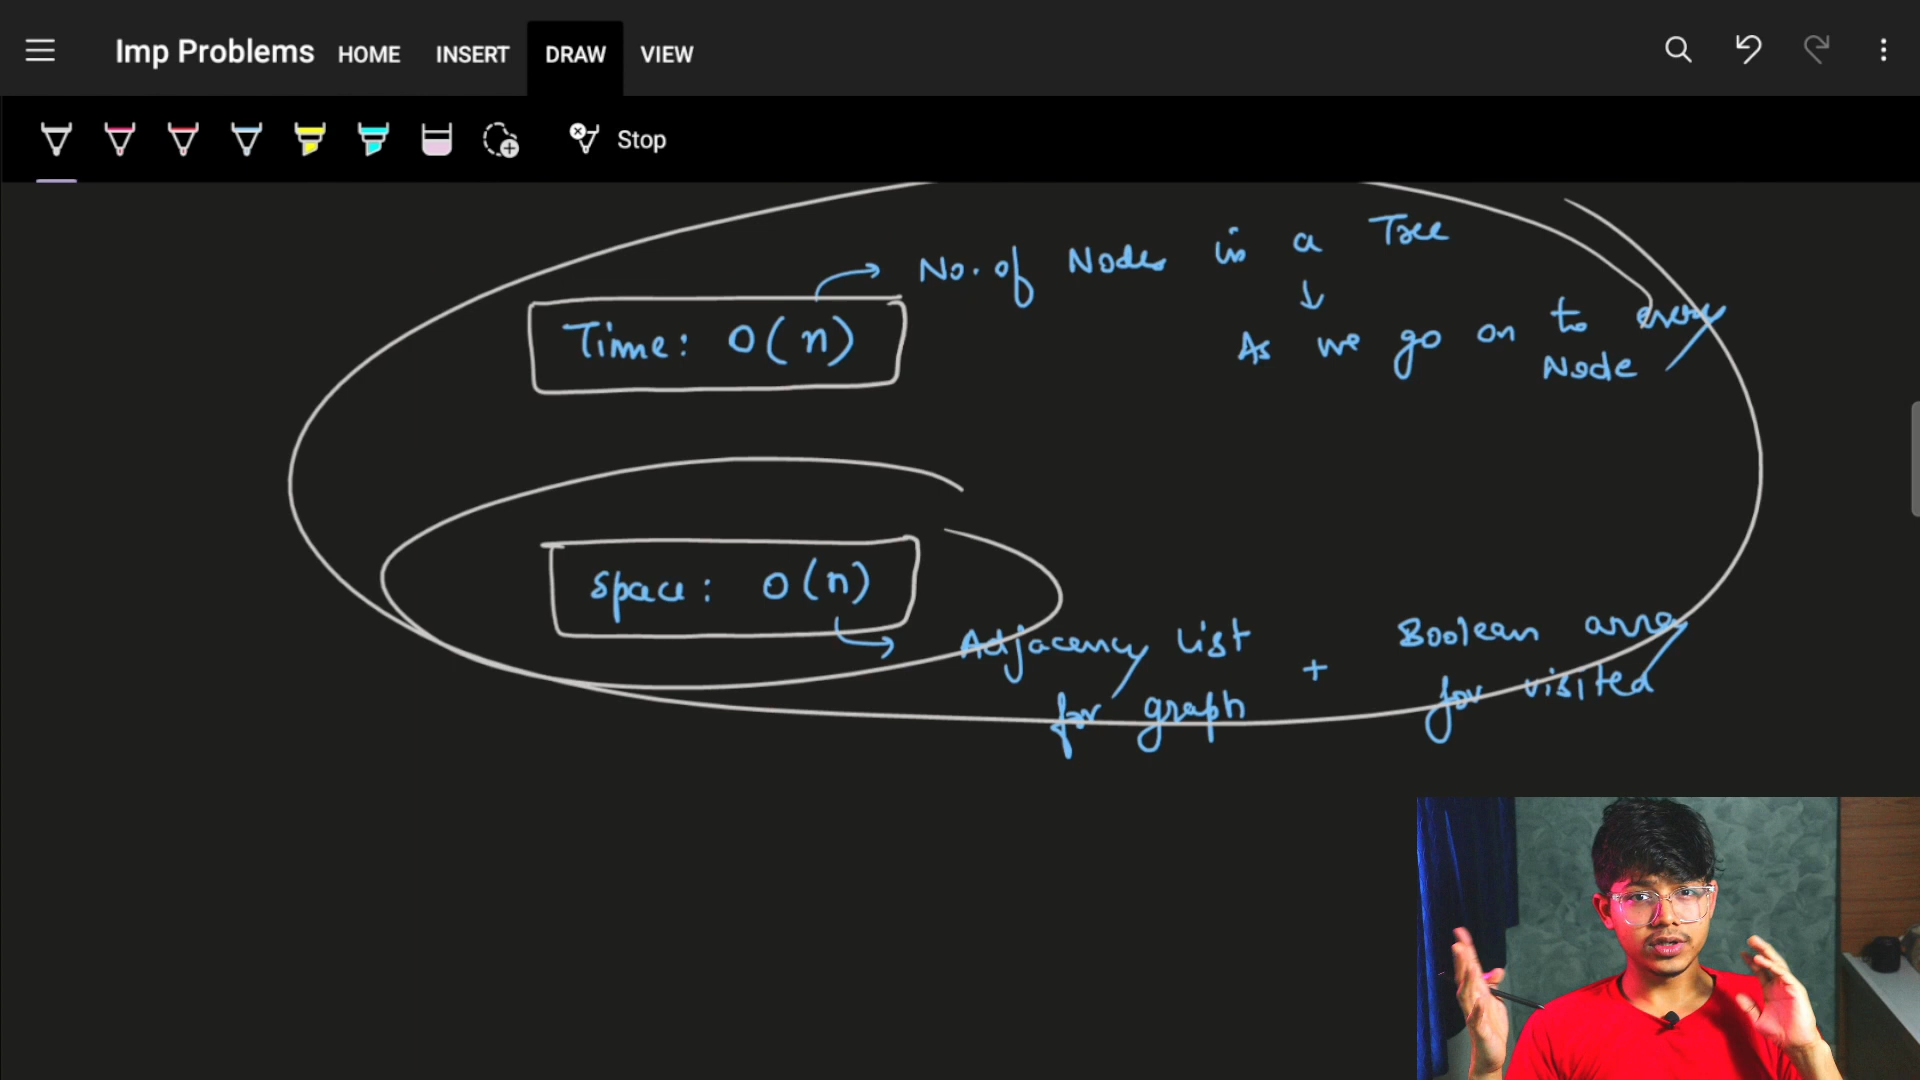 Imp Problems HOME INSERT DRAW VIEW
Stop
No. of Nodes in a Tree
Time: O(n)
As we go on to every
Node
Space: O(n)
Adjacency List + Boolean array
for graph for visited